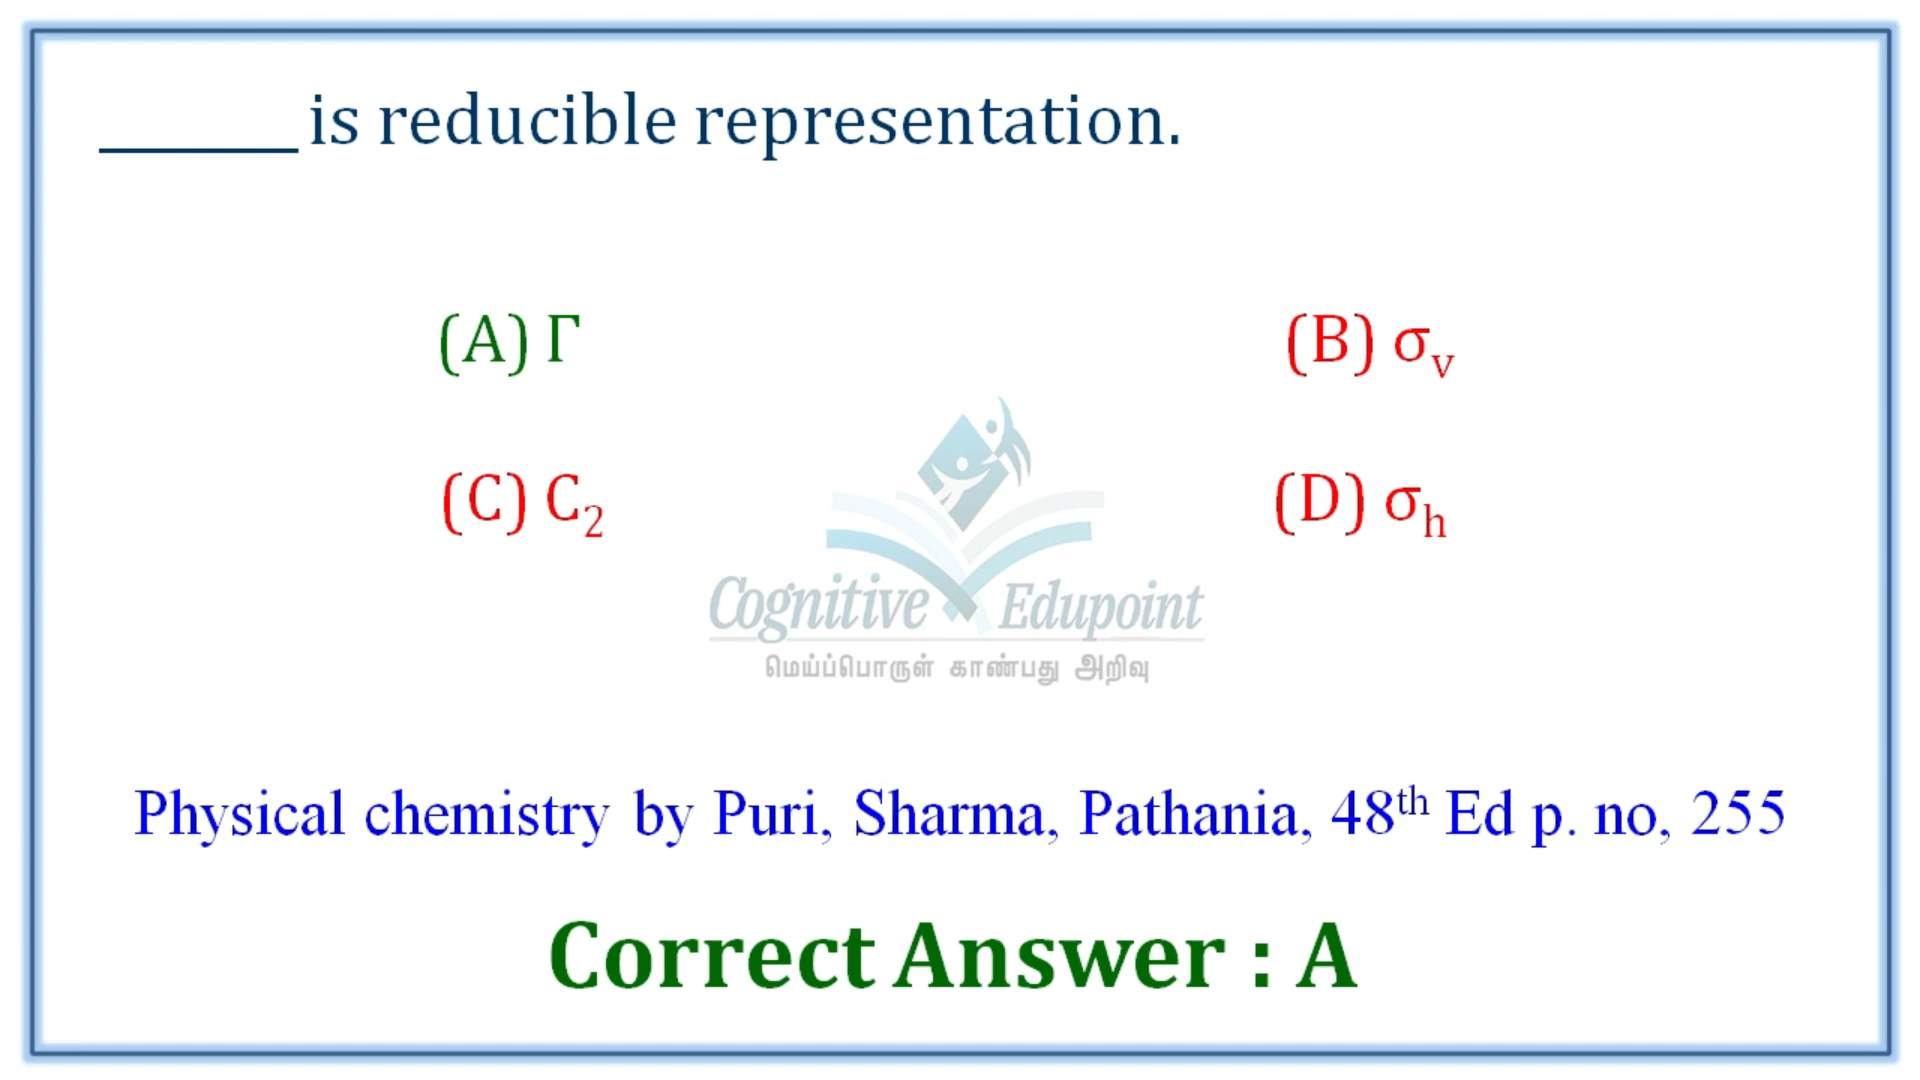 _______ is reducible representation.
(A) Γ (B) σᵥ
(C) C₂ (D) σₕ
Cognitive Edupoint
மெய்ப்பொருள் காண்பது அறிவு
Physical chemistry by Puri, Sharma, Pathania, 48ᵗʰ Ed p. no, 255
Correct Answer : A